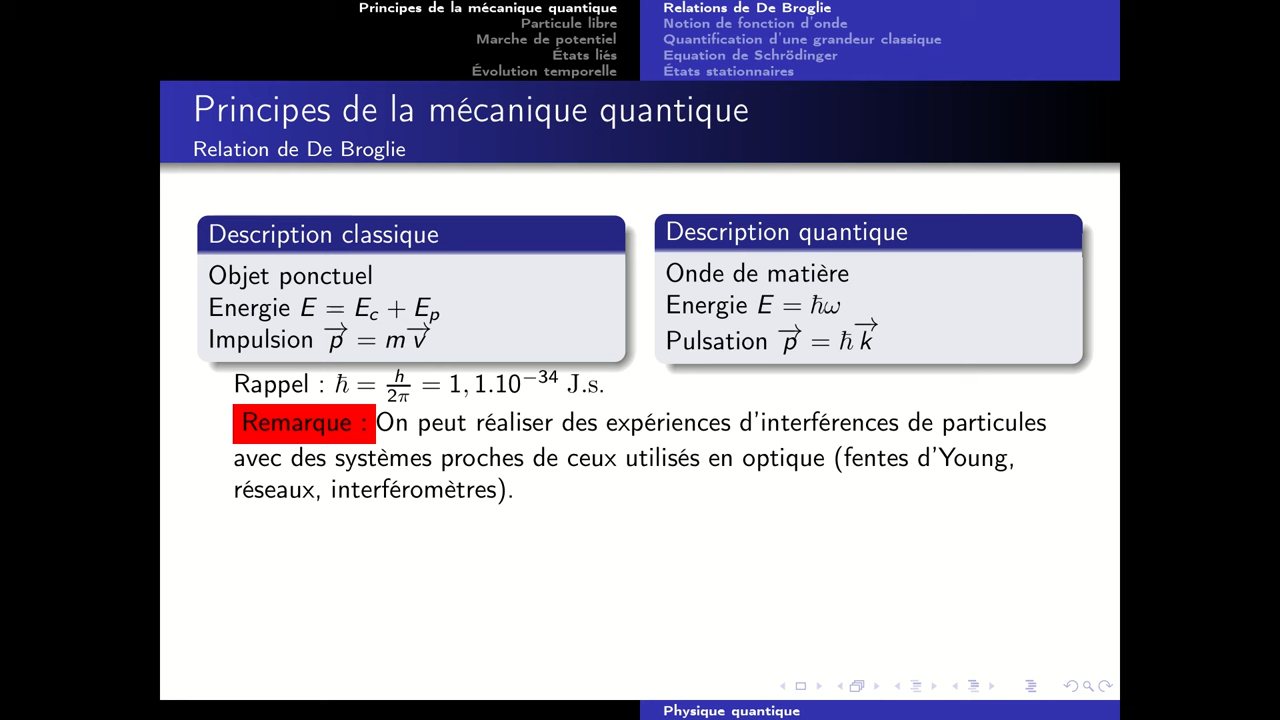 Principes de la mécanique quantique
Particule libre
Marche de potentiel
États liés
Évolution temporelle
Relations de De Broglie
Notion de fonction d'onde
Quantification d'une grandeur classique
Equation de Schrödinger
États stationnaires
Principes de la mécanique quantique
Relation de De Broglie
Description classique
Objet ponctuel
Energie E = E_c + E_p
Impulsion \vec{p} = m\vec{v}
Description quantique
Onde de matière
Energie E = ħω
Pulsation \vec{p} = ħ\vec{k}
Rappel : ħ = h/2π = 1, 1.10⁻³⁴ J.s.
Remarque : On peut réaliser des expériences d'interférences de particules
avec des systèmes proches de ceux utilisés en optique (fentes d'Young,
réseaux, interféromètres).
Physique quantique